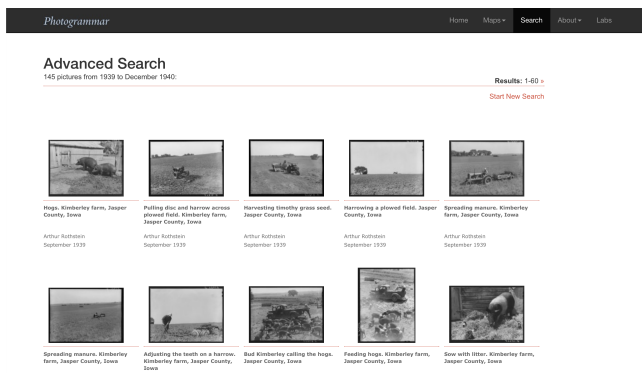 Photogrammar
Home Maps Search About Labs
Advanced Search
145 pictures from 1939 to December 1940:
Results: 1-60 »
Start New Search
Hogs. Kimberley farm, Jasper
County, Iowa
Arthur Rothstein
September 1939
Pulling disc and harrow across
plowed field. Kimberley farm,
Jasper County, Iowa
Arthur Rothstein
September 1939
Harvesting timothy grass seed.
Jasper County, Iowa
Arthur Rothstein
September 1939
Harrowing a plowed field. Jasper
County, Iowa
Arthur Rothstein
September 1939
Spreading manure. Kimberley
farm, Jasper County, Iowa
Arthur Rothstein
September 1939
Spreading manure. Kimberley
farm, Jasper County, Iowa
Adjusting the teeth on a harrow.
Kimberley farm, Jasper County,
Iowa
Bud Kimberley calling the hogs.
Jasper County, Iowa
Feeding hogs. Kimberley farm,
Jasper County, Iowa
Sow with litter. Kimberley farm,
Jasper County, Iowa